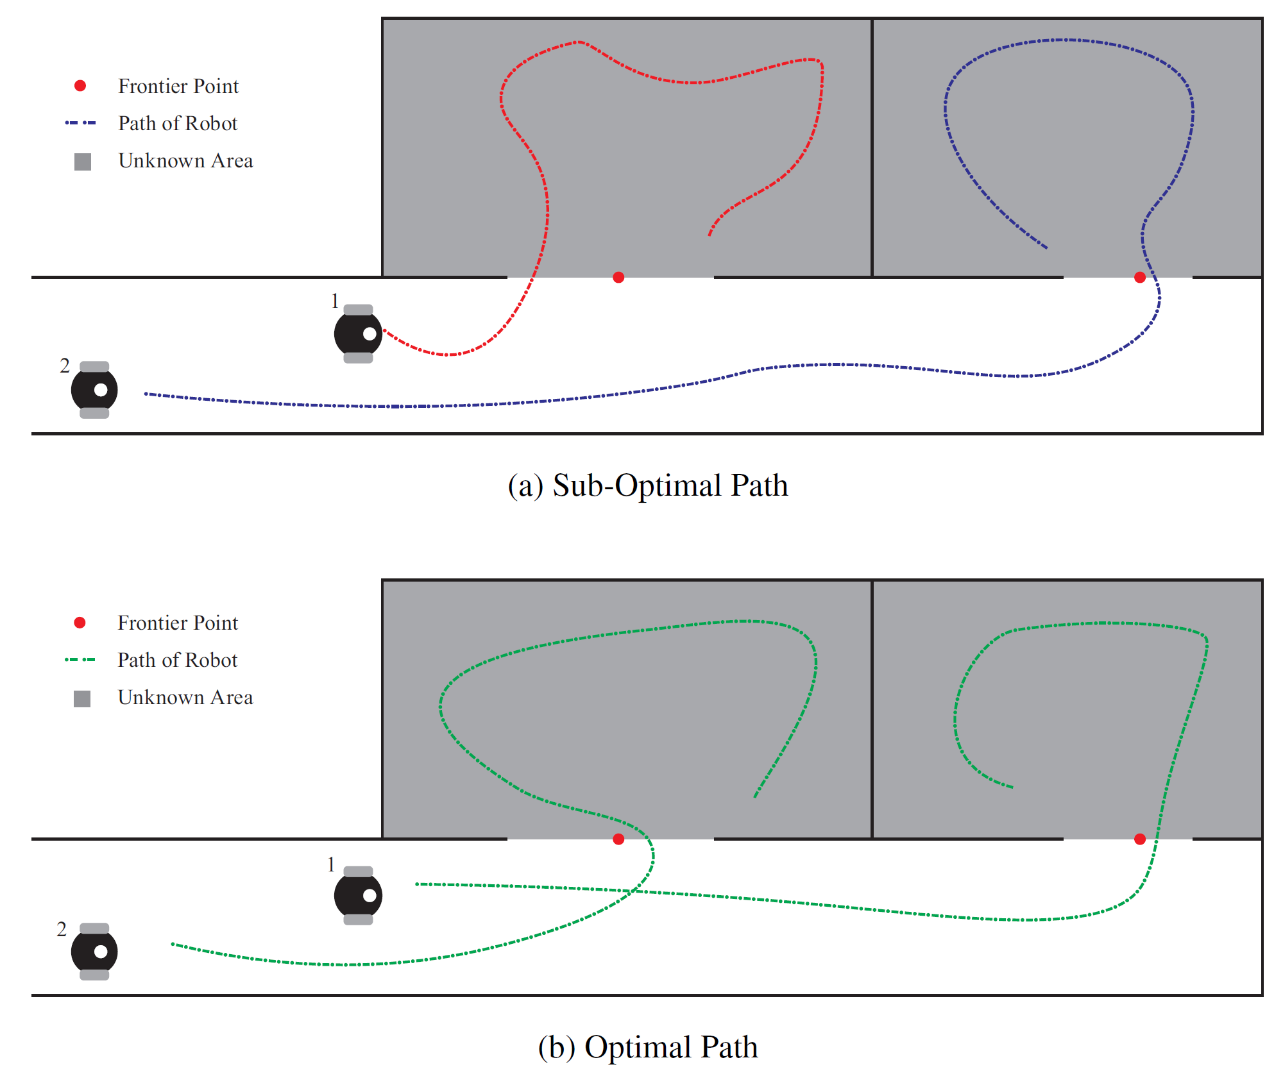 Frontier Point
Path of Robot
Unknown Area
1
2
(a) Sub-Optimal Path
Frontier Point
Path of Robot
Unknown Area
1
2
(b) Optimal Path